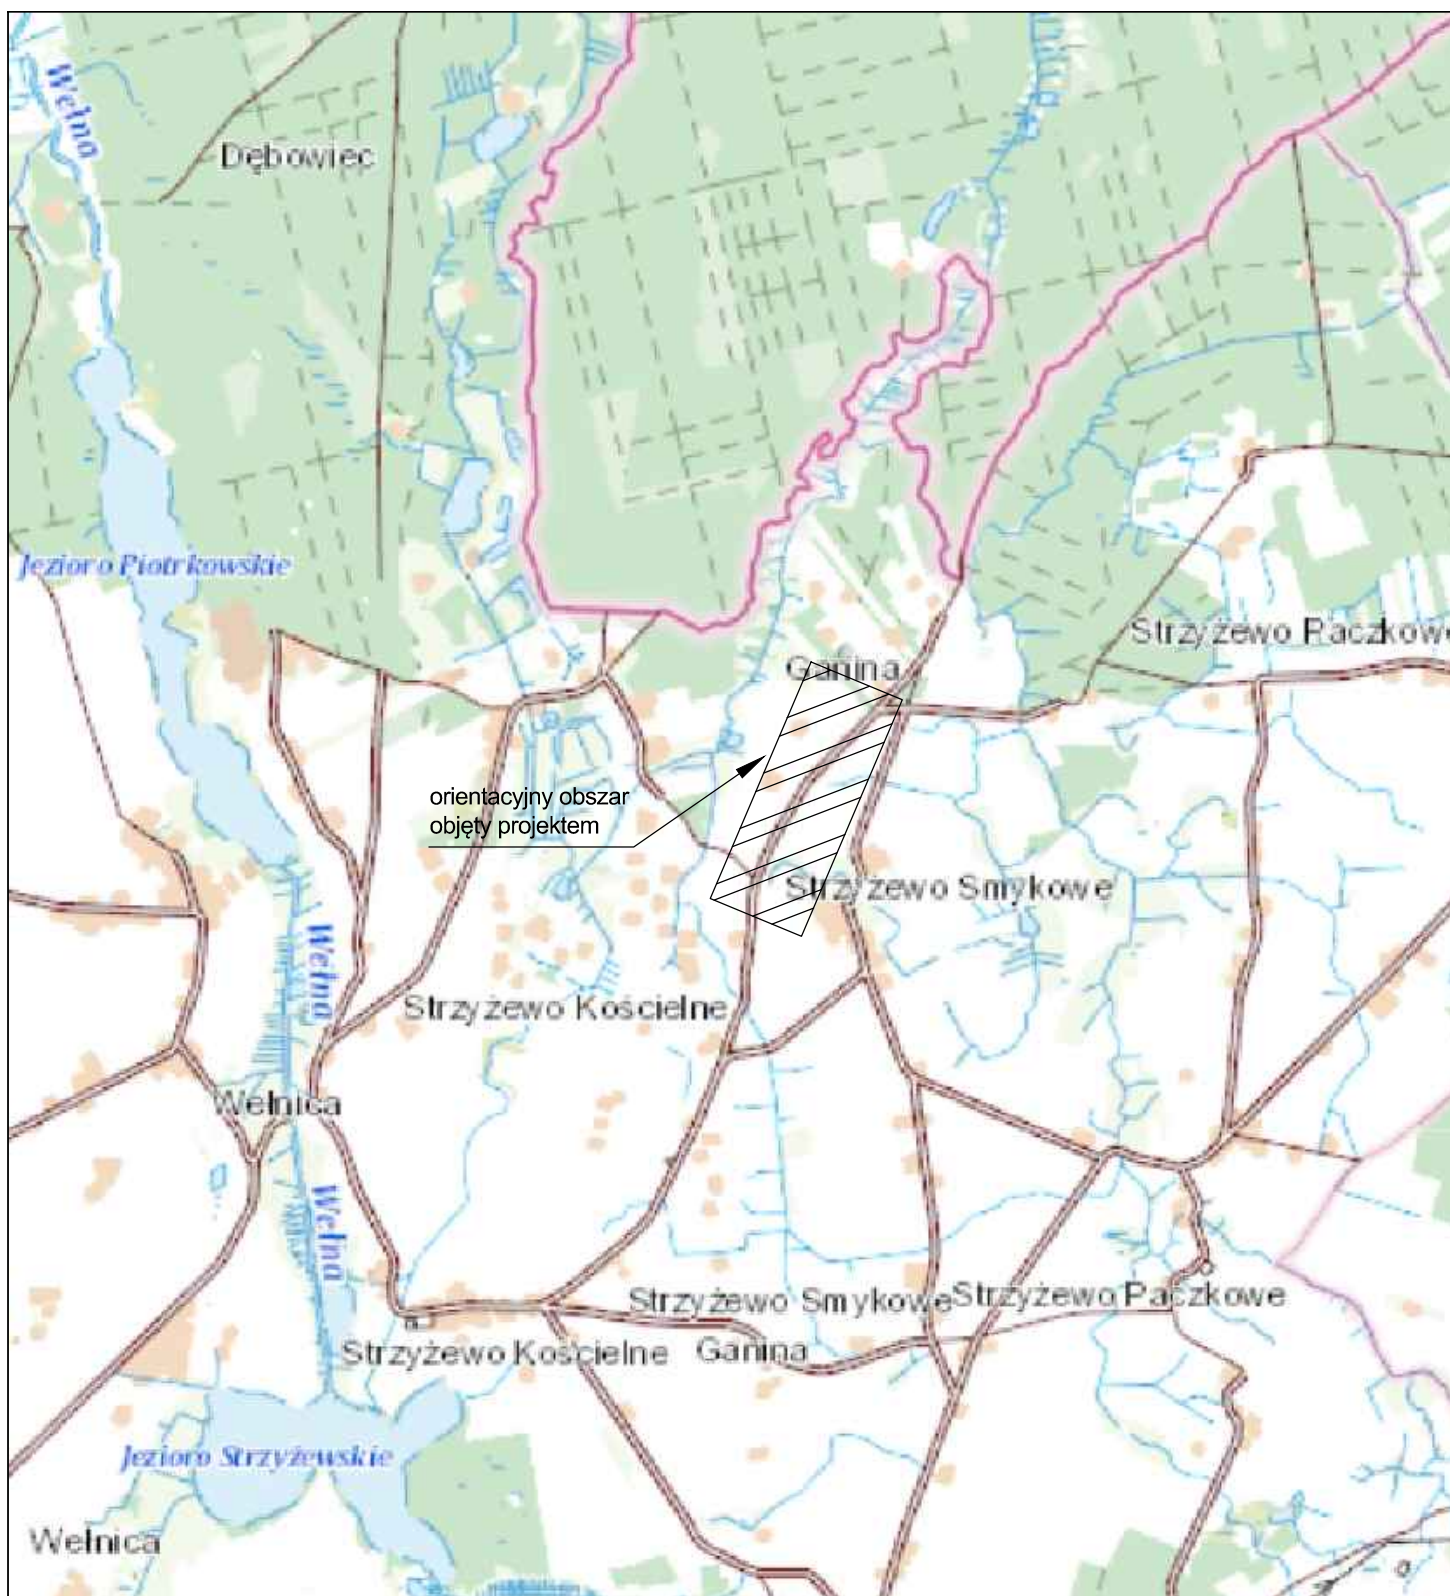 Wełna
Dębowiec
Jezioro Piotrkowskie
Strzyżewo Paczkowe
Ganina
orientacyjny obszar
objęty projektem
Strzyżewo Smykowe
Wełna
Strzyżewo Kościelne
Wełnica
Wełna
Strzyżewo Smykowe
Strzyżewo Paczkowe
Strzyżewo Kościelne
Ganina
Jezioro Strzyżewskie
Wełnica